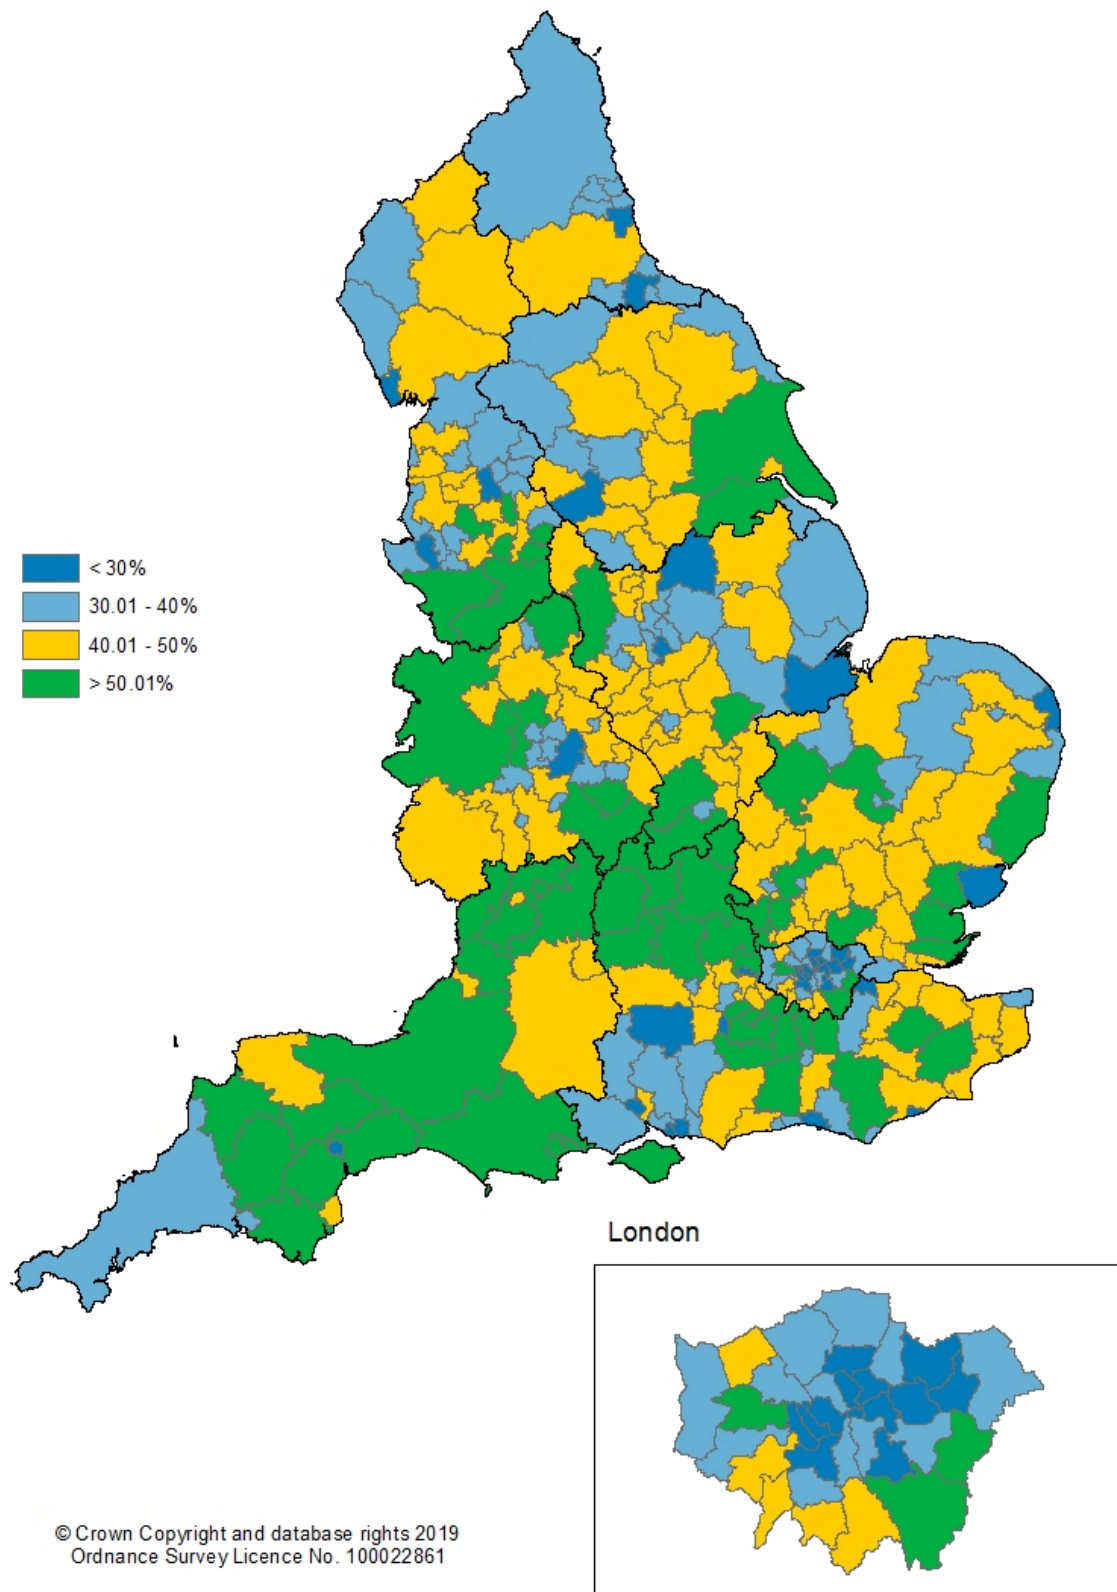 < 30%
30.01 - 40%
40.01 - 50%
> 50.01%
London
© Crown Copyright and database rights 2019
Ordnance Survey Licence No. 100022861